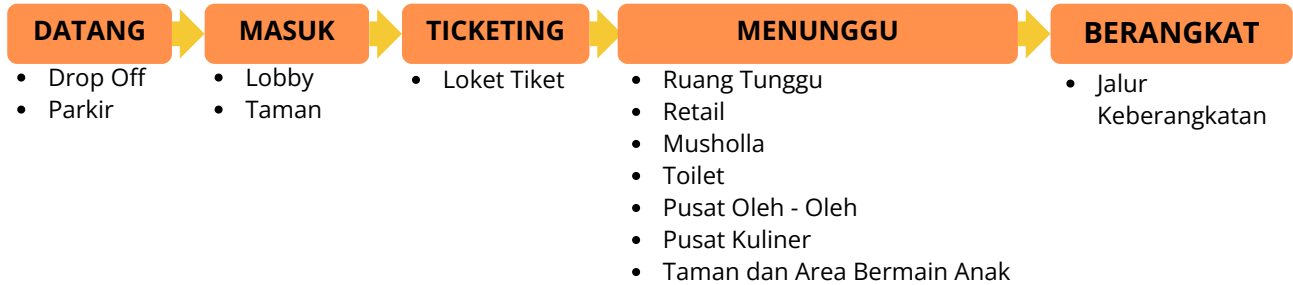 DATANG
MASUK
TICKETING
MENUNGGU
BERANGKAT
• Drop Off
• Parkir
• Lobby
• Taman
• Loket Tiket
• Ruang Tunggu
• Retail
• Musholla
• Toilet
• Pusat Oleh - Oleh
• Pusat Kuliner
• Taman dan Area Bermain Anak
• Jalur
Keberangkatan